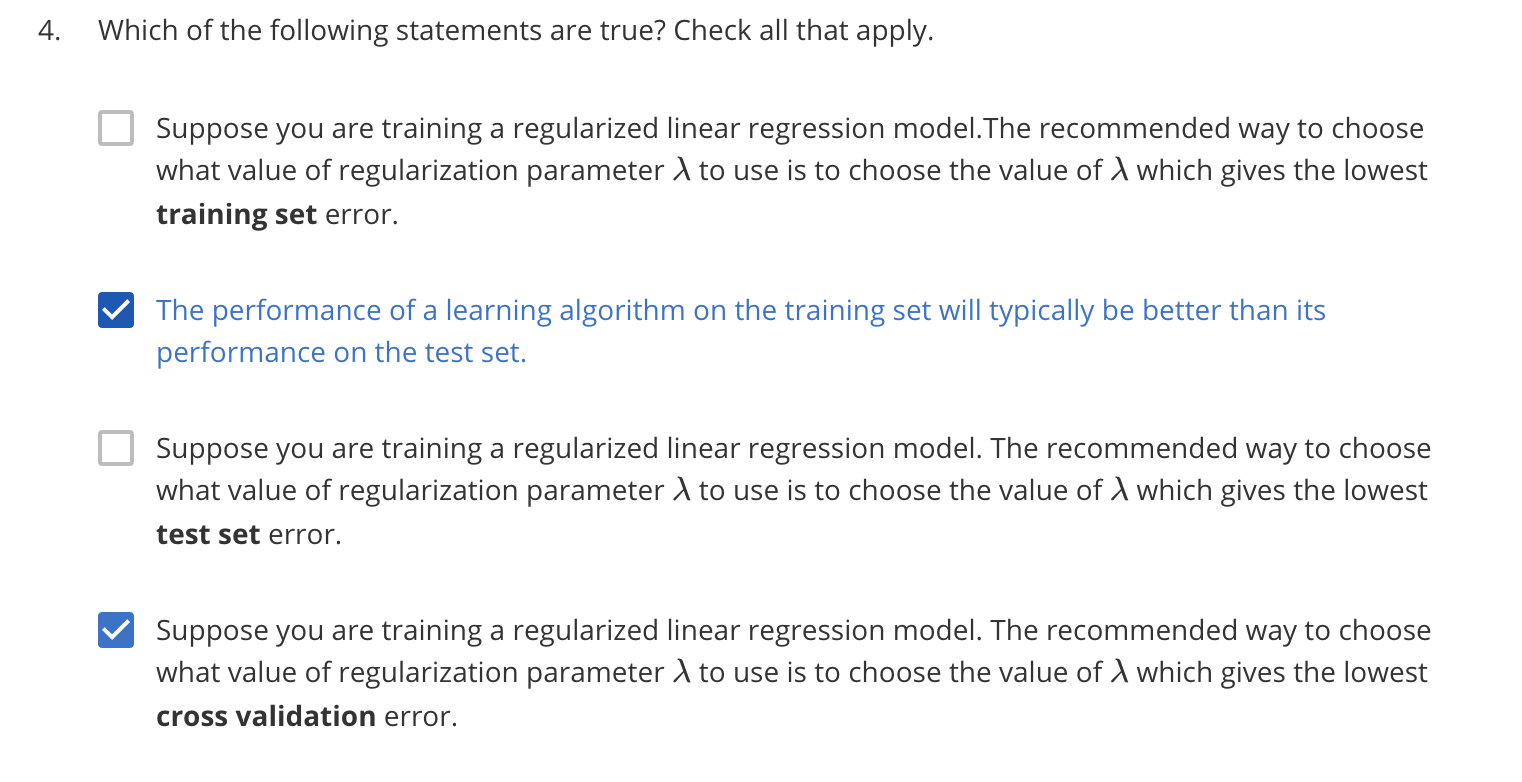 4. Which of the following statements are true? Check all that apply.
Suppose you are training a regularized linear regression model.The recommended way to choose
what value of regularization parameter λ to use is to choose the value of λ which gives the lowest
training set error.
The performance of a learning algorithm on the training set will typically be better than its
performance on the test set.
Suppose you are training a regularized linear regression model. The recommended way to choose
what value of regularization parameter λ to use is to choose the value of λ which gives the lowest
test set error.
Suppose you are training a regularized linear regression model. The recommended way to choose
what value of regularization parameter λ to use is to choose the value of λ which gives the lowest
cross validation error.